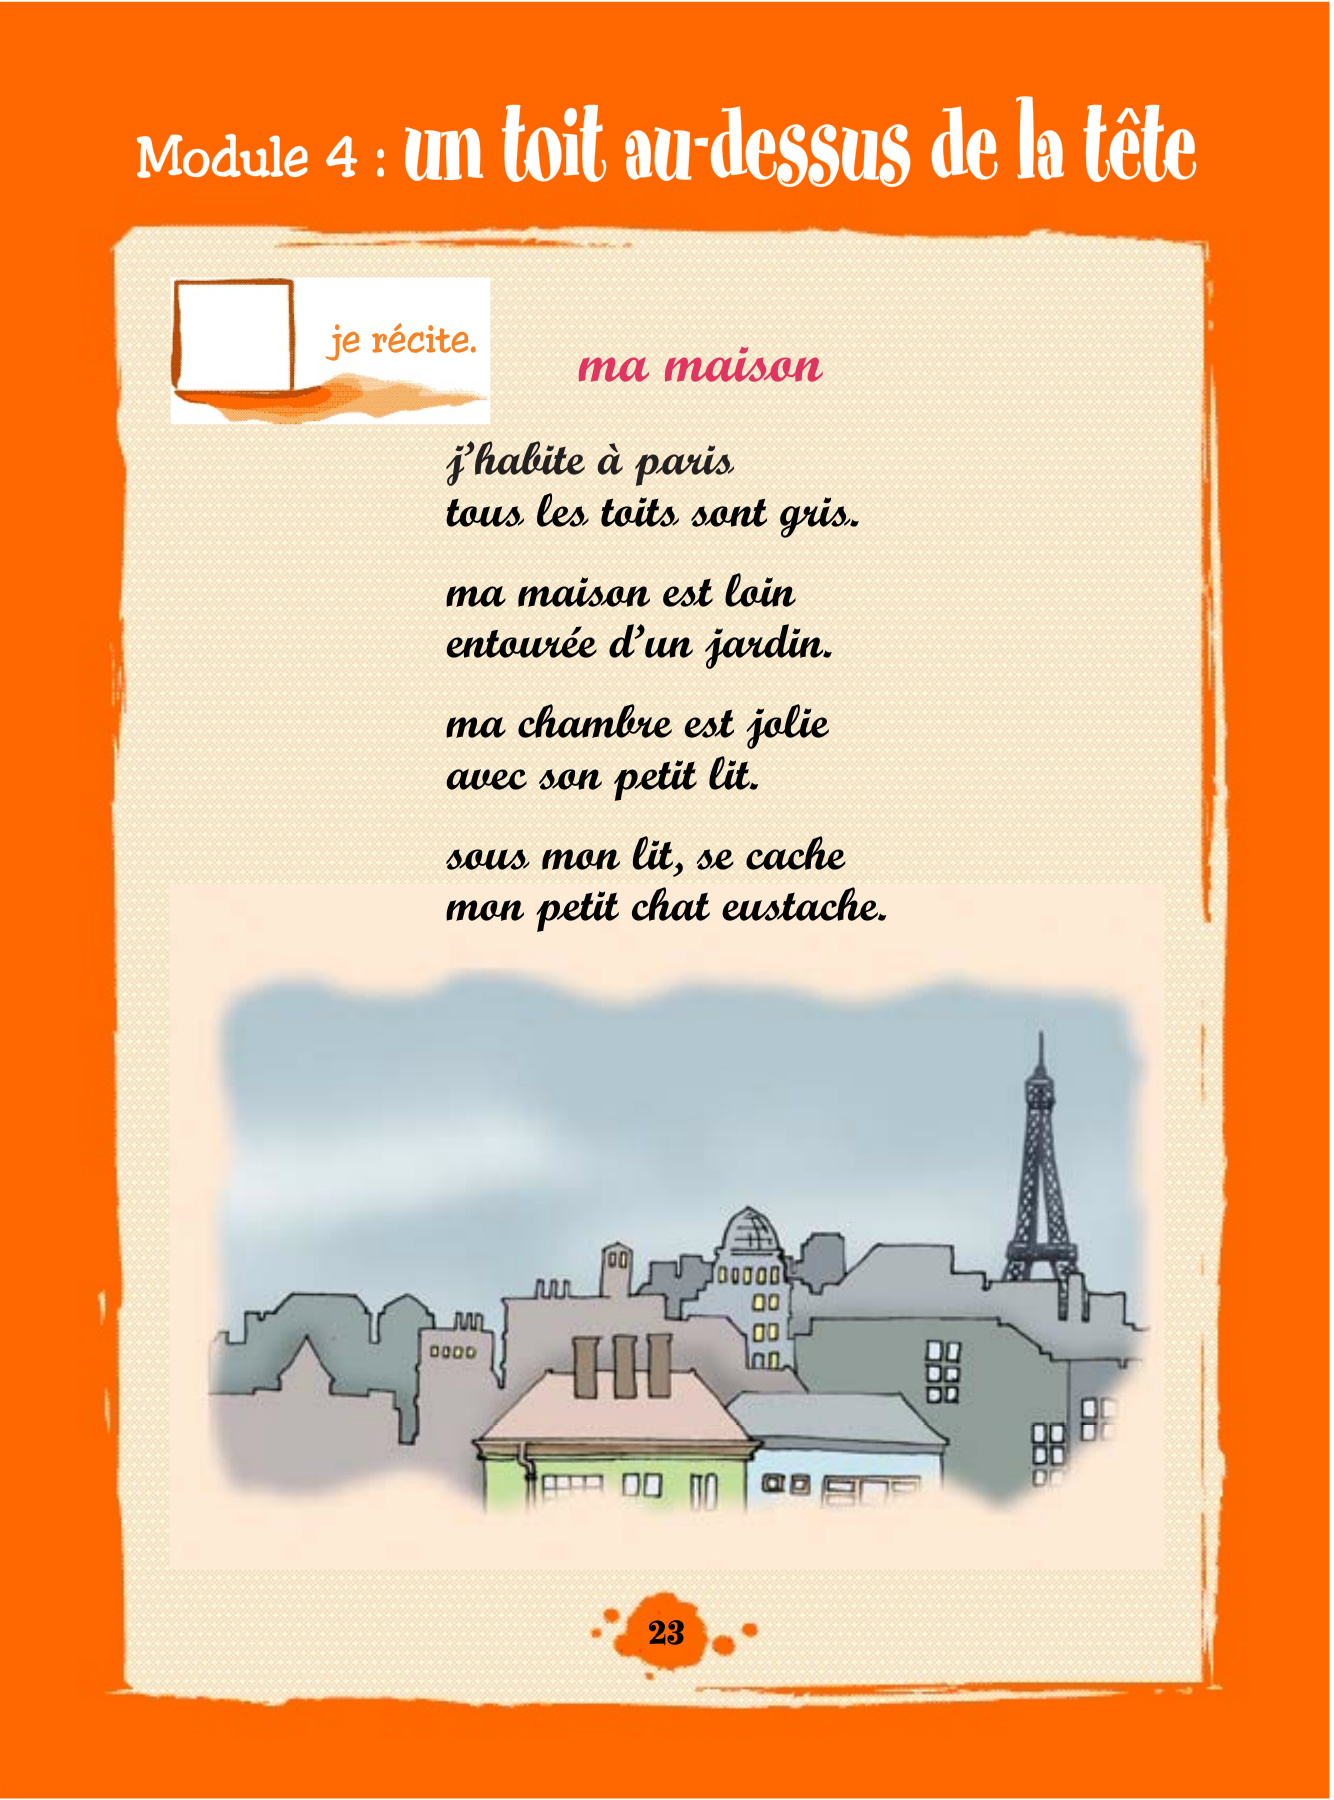 Module 4 : un toit au-dessus de la tête
je récite.
ma maison
j’habite à paris
tous les toits sont gris.
ma maison est loin
entourée d’un jardin.
ma chambre est jolie
avec son petit lit.
sous mon lit, se cache
mon petit chat eustache.
23